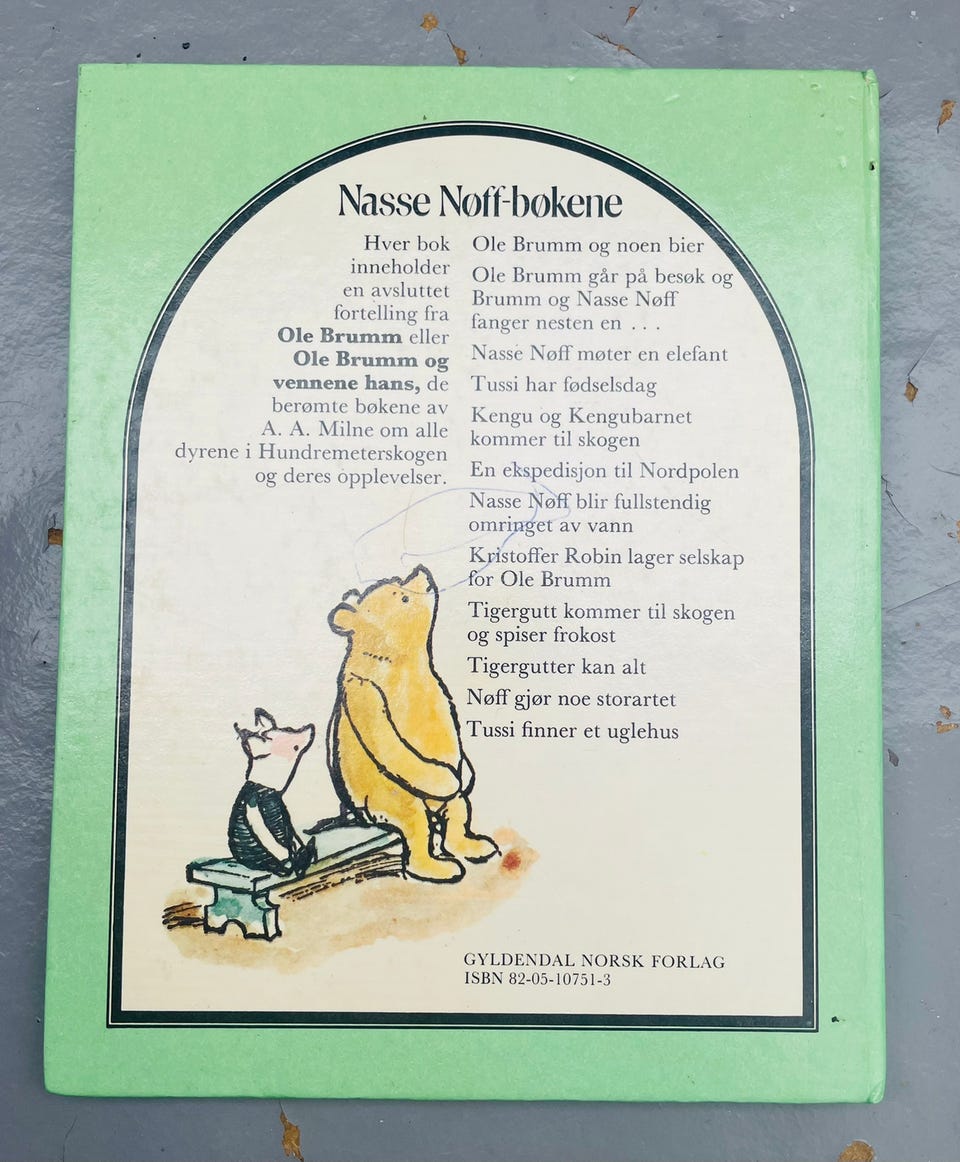 Nasse Nøff-bøkene
Hver bok
inneholder
en avsluttet
fortelling fra
Ole Brumm eller
Ole Brumm og
vennene hans, de
berømte bøkene av
A. A. Milne om alle
dyrene i Hundremeterskogen
og deres opplevelser.
Ole Brumm og noen bier
Ole Brumm går på besøk og
Brumm og Nasse Nøff
fanger nesten en . . .
Nasse Nøff møter en elefant
Tussi har fødselsdag
Kengu og Kengubarnet
kommer til skogen
En ekspedisjon til Nordpolen
Nasse Nøff blir fullstendig
omringet av vann
Kristoffer Robin lager selskap
for Ole Brumm
Tigergutt kommer til skogen
og spiser frokost
Tigergutter kan alt
Nøff gjør noe storartet
Tussi finner et uglehus
GYLDENDAL NORSK FORLAG
ISBN 82-05-10751-3